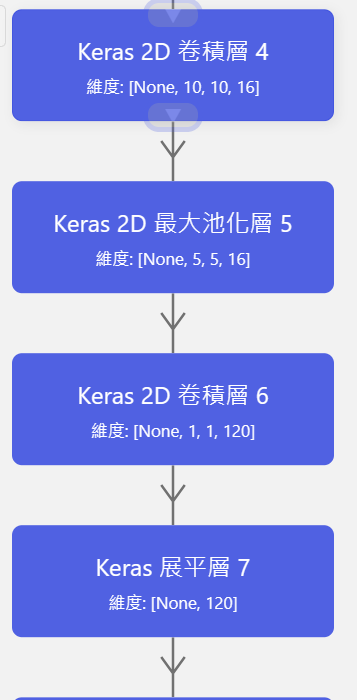 Keras 2D 卷積層 4
維度: [None, 10, 10, 16]
Keras 2D 最大池化層 5
維度: [None, 5, 5, 16]
Keras 2D 卷積層 6
維度: [None, 1, 1, 120]
Keras 展平層 7
維度: [None, 120]